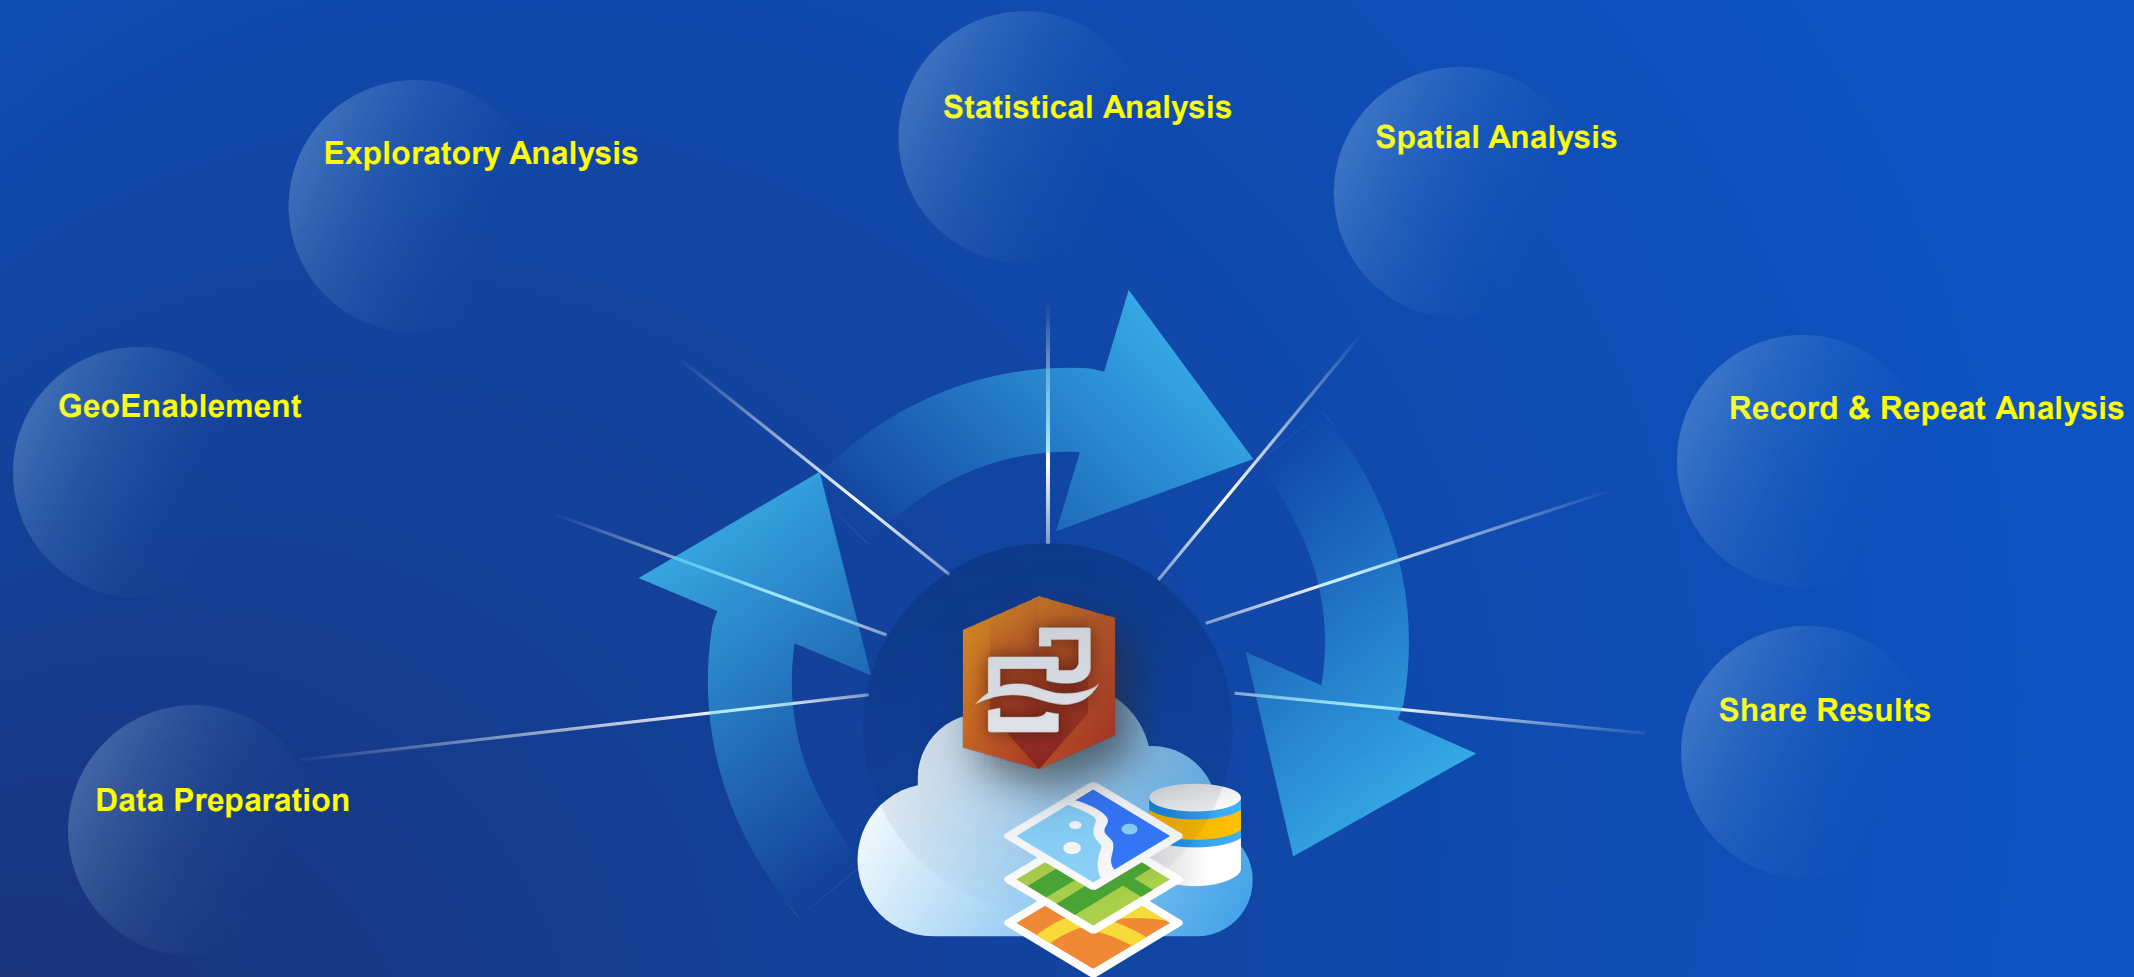 Statistical Analysis
Spatial Analysis
Exploratory Analysis
GeoEnablement
Record & Repeat Analysis
Share Results
Data Preparation